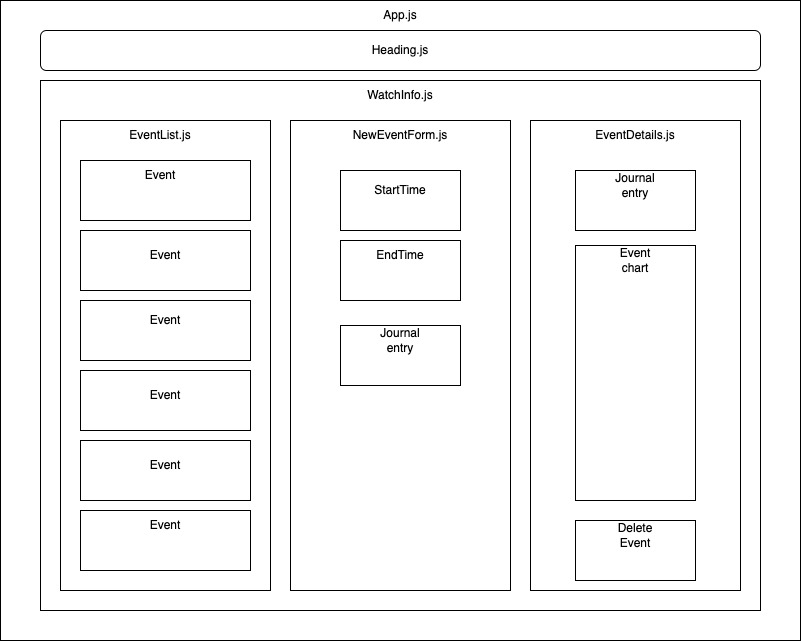 App.js
Heading.js
WatchInfo.js
EventList.js
Event
Event
Event
Event
Event
Event
NewEventForm.js
StartTime
EndTime
Journal
entry
EventDetails.js
Journal
entry
Event
chart
Delete
Event